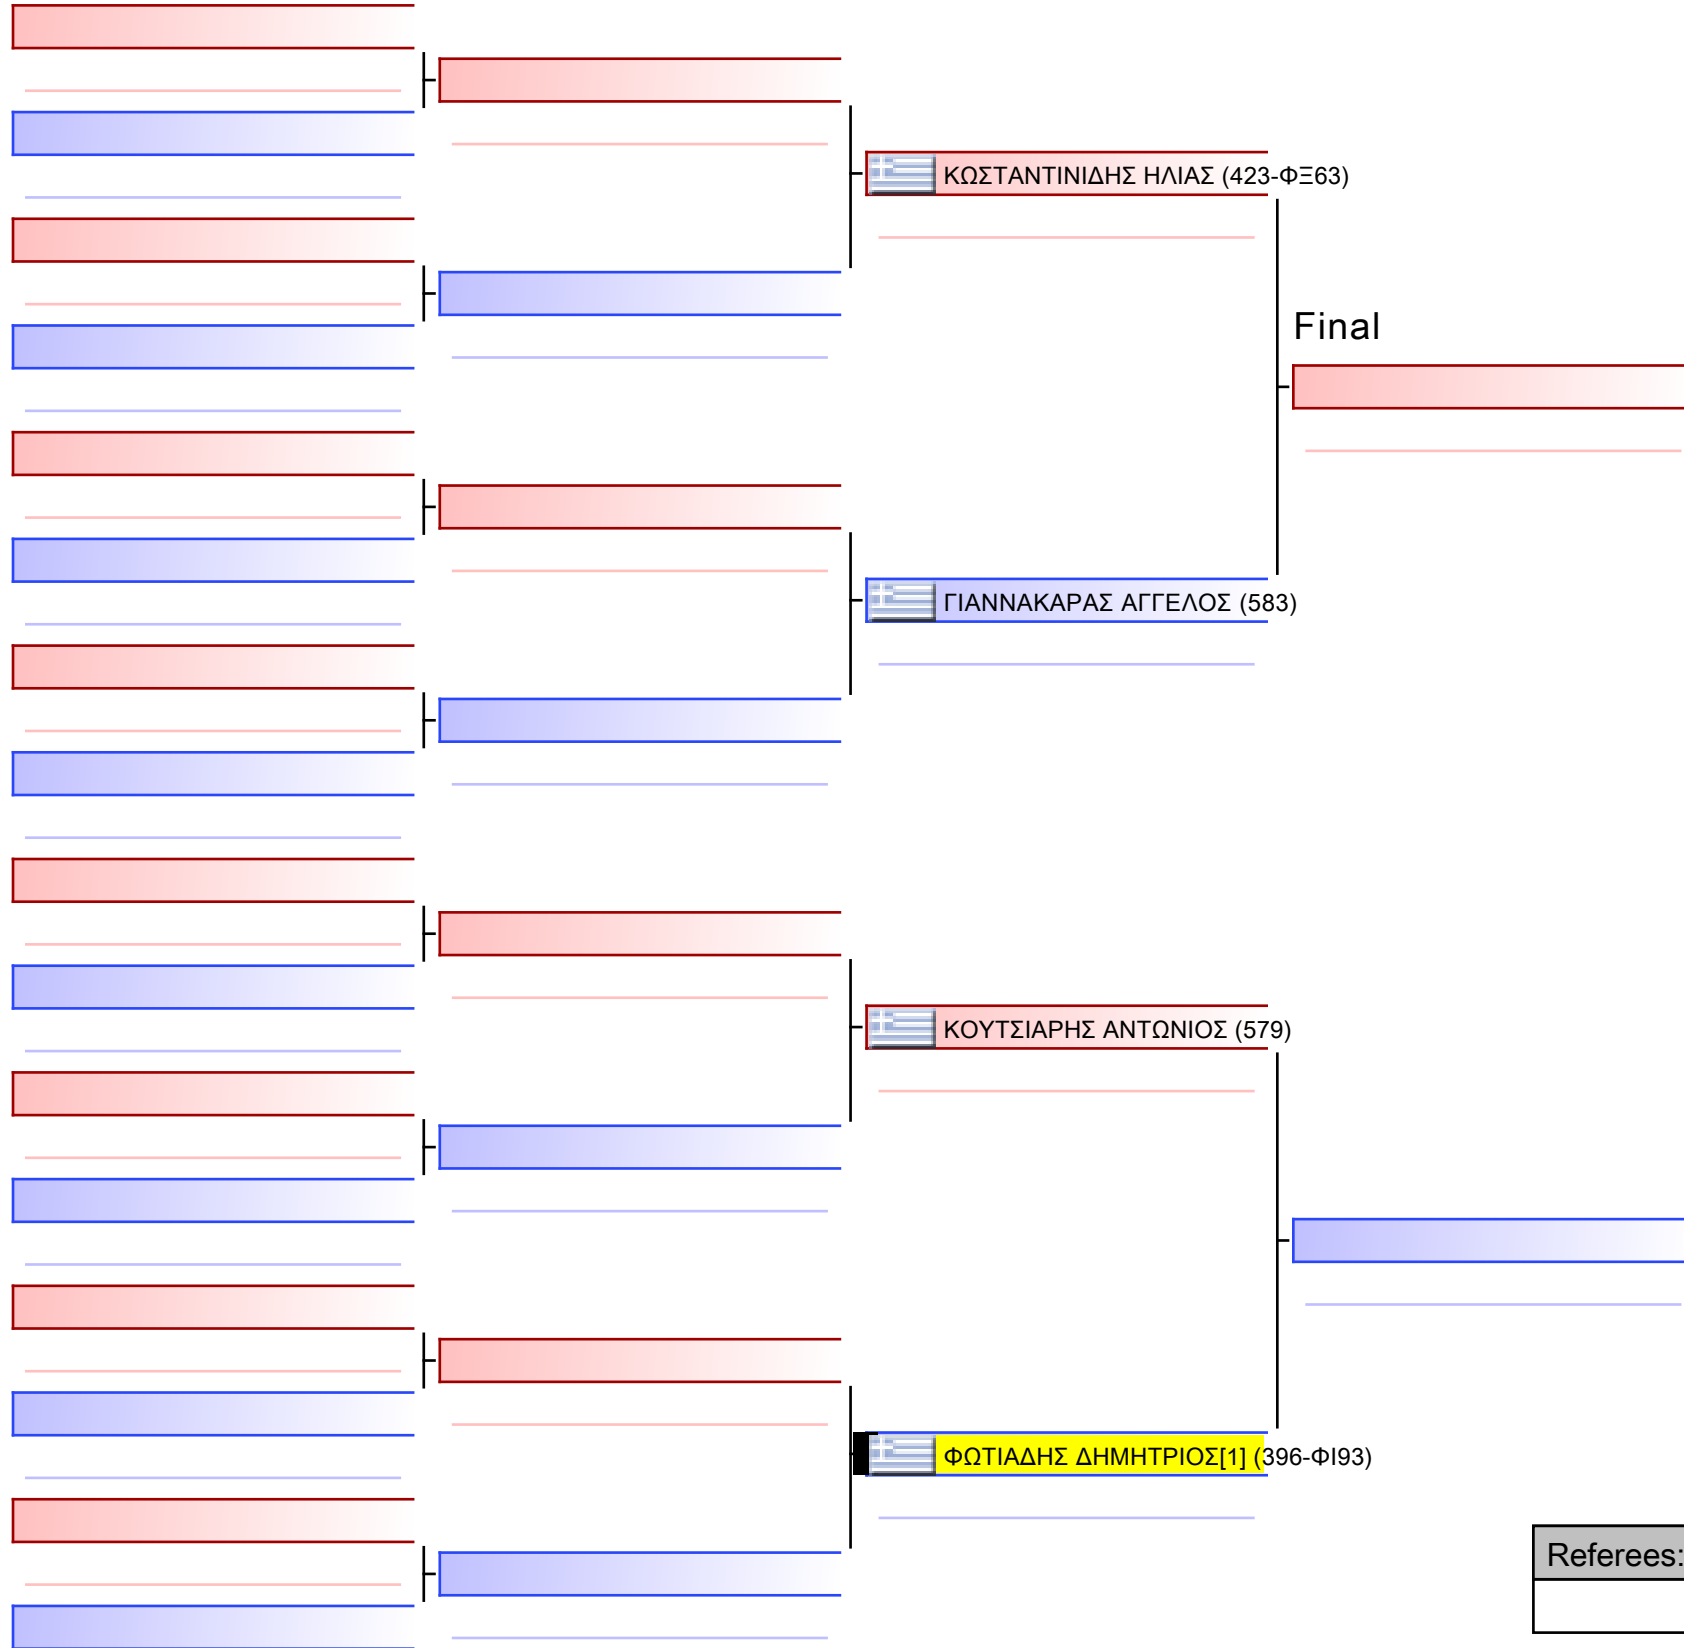 ΚΩΣΤΑΝΤΙΝΙΔΗΣ ΗΛΙΑΣ (423-ΦΞ63)
Final
ΓΙΑΝΝΑΚΑΡΑΣ ΑΓΓΕΛΟΣ (583)
ΚΟΥΤΣΙΑΡΗΣ ΑΝΤΩΝΙΟΣ (579)
ΦΩΤΙΑΔΗΣ ΔΗΜΗΤΡΙΟΣ[1] (396-ΦΙ93)
Referees: